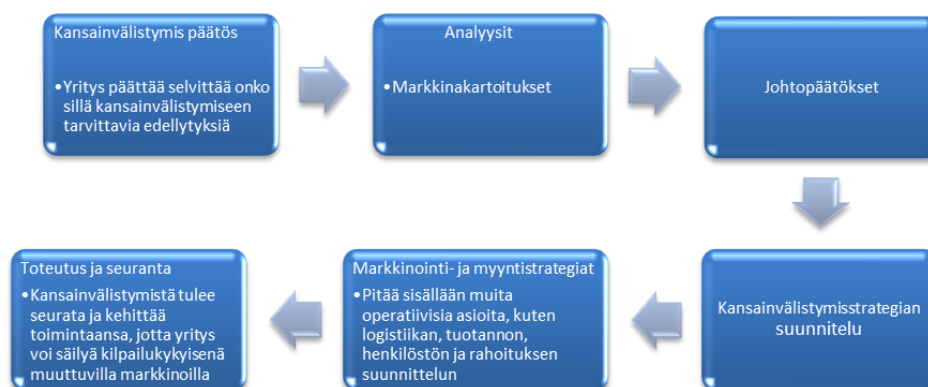 Kansainvälistymis päätös
•Yritys päättää selvittää onko
sillä kansainvälistymiseen
tarvittavia edellytyksiä
Analyysit
•Markkinakartoitukset
Johtopäätökset
Kansainvälistymisstrategian
suunnitelu
Markkinointi- ja myyntistrategiat
•Pitää sisällään muita
operatiivisia asioita, kuten
logistiikan, tuotannon,
henkilöstön ja rahoituksen
suunnittelun
Toteutus ja seuranta
•Kansainvälistymistä tulee
seurata ja kehittää
toimintaansa, jotta yritys
voi säilyä kilpailukykyisenä
muuttuvilla markkinoilla